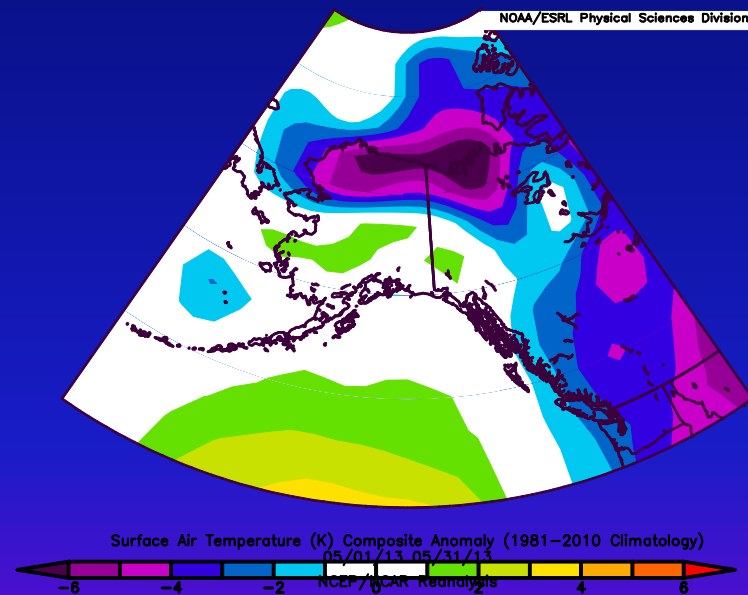 NOAA/ESRL Physical Sciences Division
Surface Air Temperature (K) Composite Anomaly (1981-2010 Climatology)
05/01/13 05/31/13
NCEP/NCAR Reanalysis
-6 -4 -2 0 2 4 6